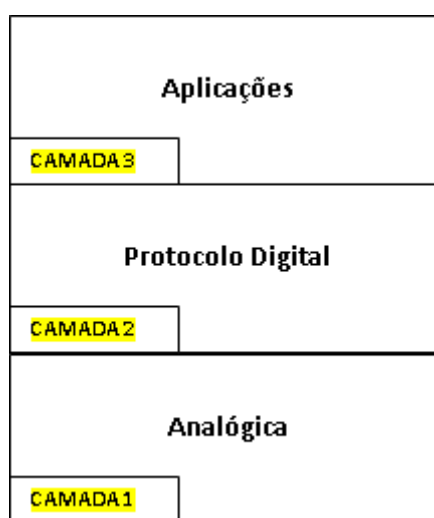 Aplicações
CAMADA 3
Protocolo Digital
CAMADA 2
Analógica
CAMADA 1